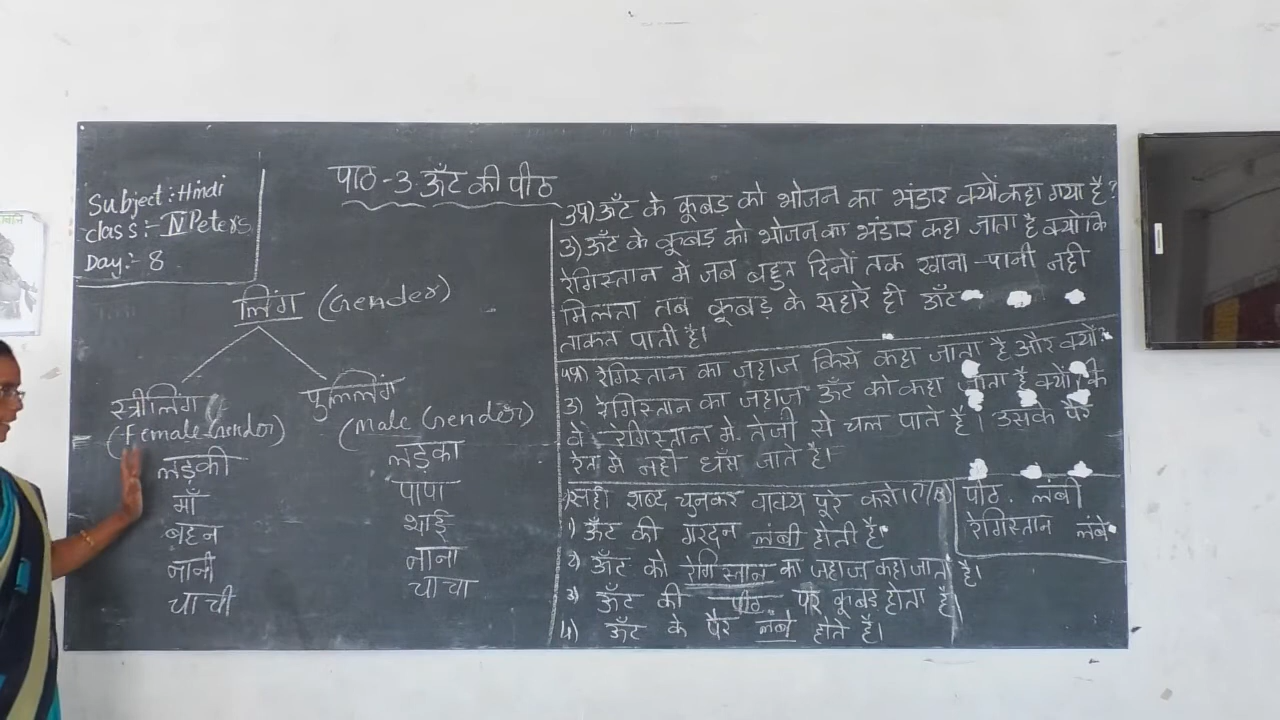 Subject:- Hindi
Class:- IV Peters
Day:- 8
पाठ-3 ऊँट की पीठ
लिंग (Gender)
स्त्रीलिंग
(Female Gender)
लड़की
माँ
बहन
नानी
चाची
पुल्लिंग
(Male Gender)
लड़का
पापा
भाई
नाना
चाचा
ऊँट के कूबड़ को भोजन का भंडार क्यों कहा गया है?
उ) ऊँट के कूबड़ को भोजन का भंडार कहा जाता है क्योंकि
रेगिस्तान में जब बहुत दिनों तक खाना-पानी नही
मिलता तब कूबड़ के सहारे ही ऊँट
ताकत पाती है।
रेगिस्तान का जहाज किसे कहा जाता है और क्यों?
उ) रेगिस्तान का जहाज ऊँट को कहा जाता है क्योंकि
वे रेगिस्तान मे तेजी से चल पाते है। उसके पैर
रेत मे नही धँस जाते है।
सही शब्द चुनकर वाक्य पूरे करो। (T/B)
1) ऊँट की गरदन लंबी होती है
2) ऊँट को रेगिस्तान का जहाज कहा जाता है।
3) ऊँट की पीठ पर कूबड़ होता है
4) ऊँट के पैर लंबे होते है।
पीठ. लंबी
रेगिस्तान लंबे